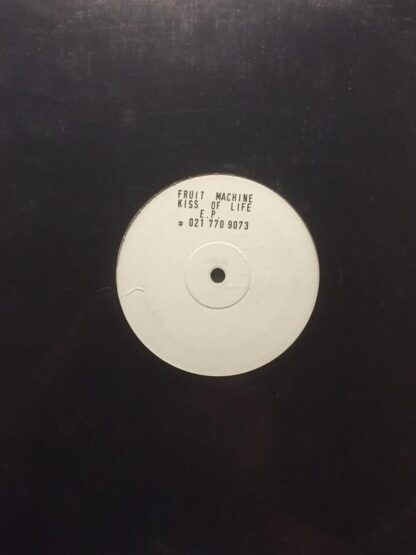 FRUIT MACHINE
KISS OF LIFE
E.P.
☎ 021 770 9073